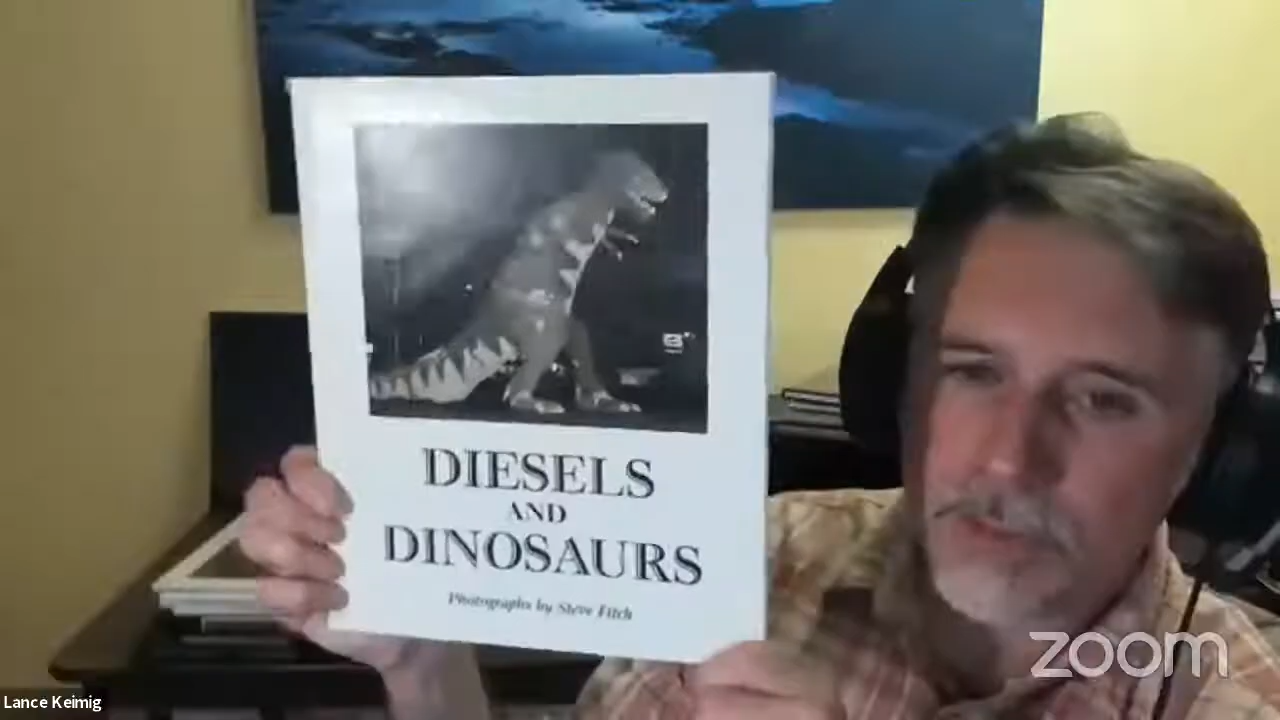 DIESELS
AND
DINOSAURS
Photographs by Steve Fitch
zoom
Lance Keimig